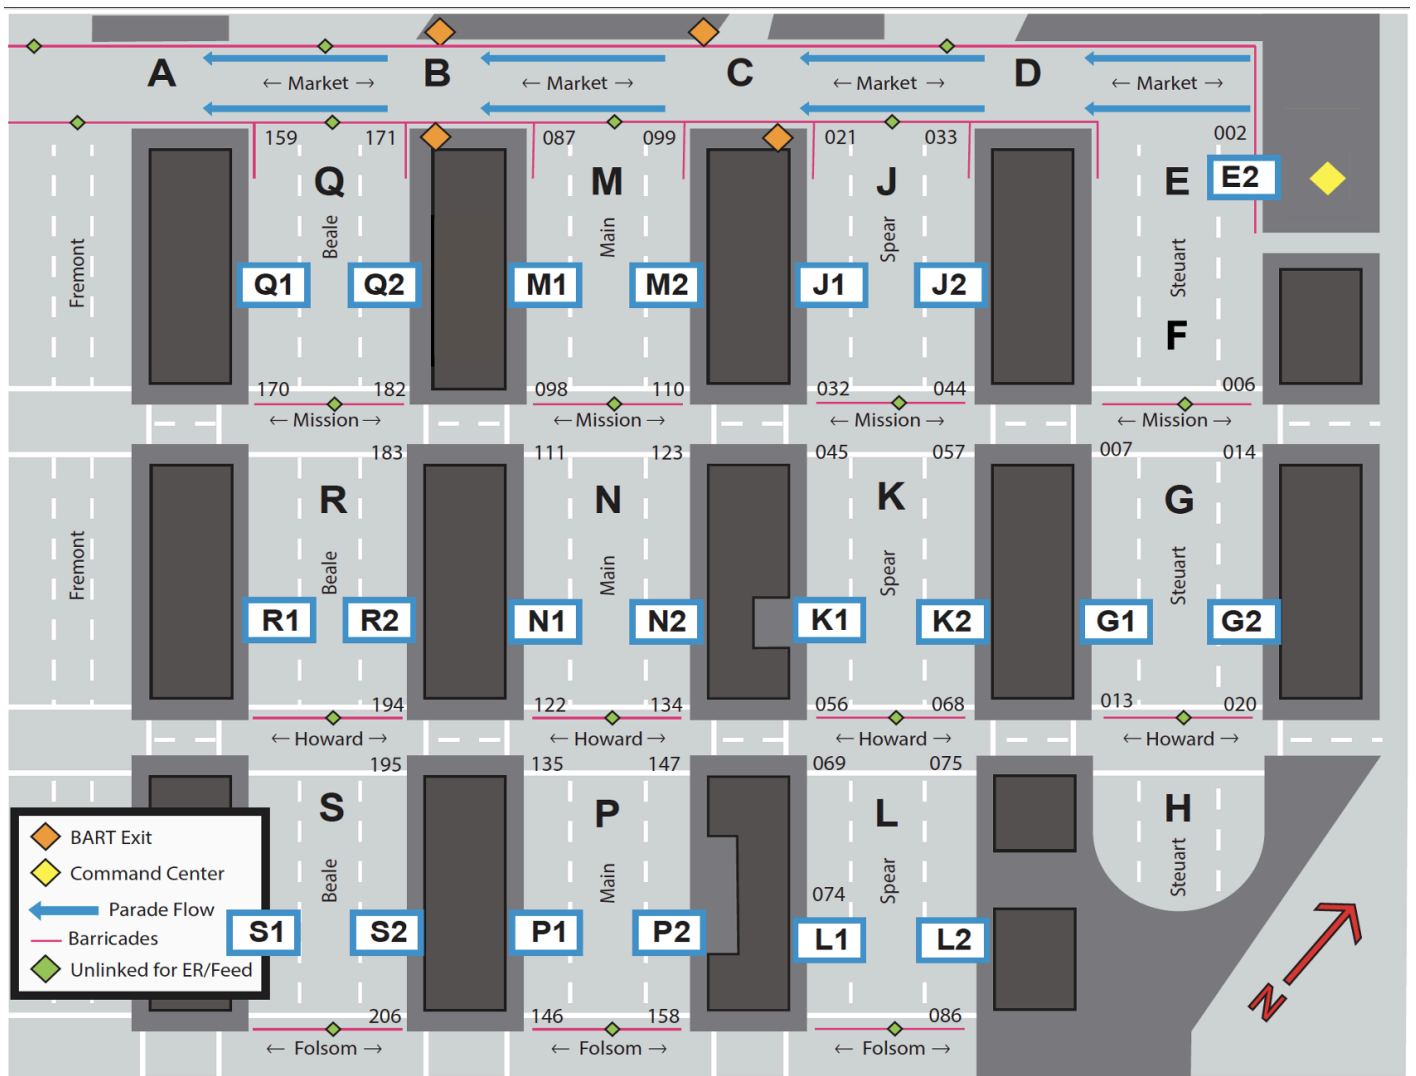 A
B
C
D
← Market →
← Market →
← Market →
← Market →
159
171
087
099
021
033
002
Q
M
J
E
E2
Fremont
Beale
Main
Spear
Steuart
Q1
Q2
M1
M2
J1
J2
F
170
182
098
110
032
044
006
← Mission →
← Mission →
← Mission →
← Mission →
183
111
123
045
057
007
014
R
N
K
G
Fremont
Beale
Main
Spear
Steuart
R1
R2
N1
N2
K1
K2
G1
G2
194
122
134
056
068
013
020
← Howard →
← Howard →
← Howard →
← Howard →
195
135
147
069
075
S
P
L
H
Beale
Main
Spear
Steuart
074
S1
S2
P1
P2
L1
L2
206
146
158
086
← Folsom →
← Folsom →
← Folsom →
BART Exit
Command Center
Parade Flow
Barricades
Unlinked for ER/Feed
N